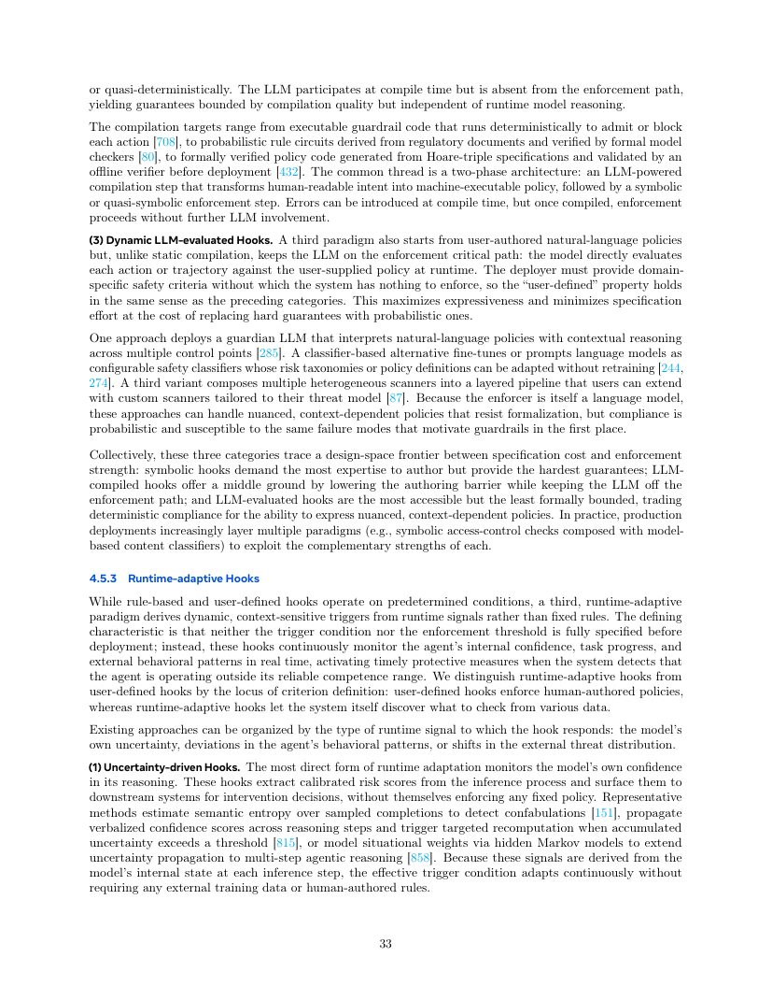 or quasi-deterministically. The LLM participates at compile time but is absent from the enforcement path,
yielding guarantees bounded by compilation quality but independent of runtime model reasoning.
The compilation targets range from executable guardrail code that runs deterministically to admit or block
each action [708], to probabilistic rule circuits derived from regulatory documents and verified by formal model
checkers [80], to formally verified policy code generated from Hoare-triple specifications and validated by an
offline verifier before deployment [432]. The common thread is a two-phase architecture: an LLM-powered
compilation step that transforms human-readable intent into machine-executable policy, followed by a symbolic
or quasi-symbolic enforcement step. Errors can be introduced at compile time, but once compiled, enforcement
proceeds without further LLM involvement.
(3) Dynamic LLM-evaluated Hooks. A third paradigm also starts from user-authored natural-language policies
but, unlike static compilation, keeps the LLM on the enforcement critical path: the model directly evaluates
each action or trajectory against the user-supplied policy at runtime. The deployer must provide domain-
specific safety criteria without which the system has nothing to enforce, so the “user-defined” property holds
in the same sense as the preceding categories. This maximizes expressiveness and minimizes specification
effort at the cost of replacing hard guarantees with probabilistic ones.
One approach deploys a guardian LLM that interprets natural-language policies with contextual reasoning
across multiple control points [285]. A classifier-based alternative fine-tunes or prompts language models as
configurable safety classifiers whose risk taxonomies or policy definitions can be adapted without retraining [244,
274]. A third variant composes multiple heterogeneous scanners into a layered pipeline that users can extend
with custom scanners tailored to their threat model [87]. Because the enforcer is itself a language model,
these approaches can handle nuanced, context-dependent policies that resist formalization, but compliance is
probabilistic and susceptible to the same failure modes that motivate guardrails in the first place.
Collectively, these three categories trace a design-space frontier between specification cost and enforcement
strength: symbolic hooks demand the most expertise to author but provide the hardest guarantees; LLM-
compiled hooks offer a middle ground by lowering the authoring barrier while keeping the LLM off the
enforcement path; and LLM-evaluated hooks are the most accessible but the least formally bounded, trading
deterministic compliance for the ability to express nuanced, context-dependent policies. In practice, production
deployments increasingly layer multiple paradigms (e.g., symbolic access-control checks composed with model-
based content classifiers) to exploit the complementary strengths of each.
4.5.3 Runtime-adaptive Hooks
While rule-based and user-defined hooks operate on predetermined conditions, a third, runtime-adaptive
paradigm derives dynamic, context-sensitive triggers from runtime signals rather than fixed rules. The defining
characteristic is that neither the trigger condition nor the enforcement threshold is fully specified before
deployment; instead, these hooks continuously monitor the agent’s internal confidence, task progress, and
external behavioral patterns in real time, activating timely protective measures when the system detects that
the agent is operating outside its reliable competence range. We distinguish runtime-adaptive hooks from
user-defined hooks by the locus of criterion definition: user-defined hooks enforce human-authored policies,
whereas runtime-adaptive hooks let the system itself discover what to check from various data.
Existing approaches can be organized by the type of runtime signal to which the hook responds: the model’s
own uncertainty, deviations in the agent’s behavioral patterns, or shifts in the external threat distribution.
(1) Uncertainty-driven Hooks. The most direct form of runtime adaptation monitors the model’s own confidence
in its reasoning. These hooks extract calibrated risk scores from the inference process and surface them to
downstream systems for intervention decisions, without themselves enforcing any fixed policy. Representative
methods estimate semantic entropy over sampled completions to detect confabulations [151], propagate
verbalized confidence scores across reasoning steps and trigger targeted recomputation when accumulated
uncertainty exceeds a threshold [815], or model situational weights via hidden Markov models to extend
uncertainty propagation to multi-step agentic reasoning [858]. Because these signals are derived from the
model’s internal state at each inference step, the effective trigger condition adapts continuously without
requiring any external training data or human-authored rules.
33